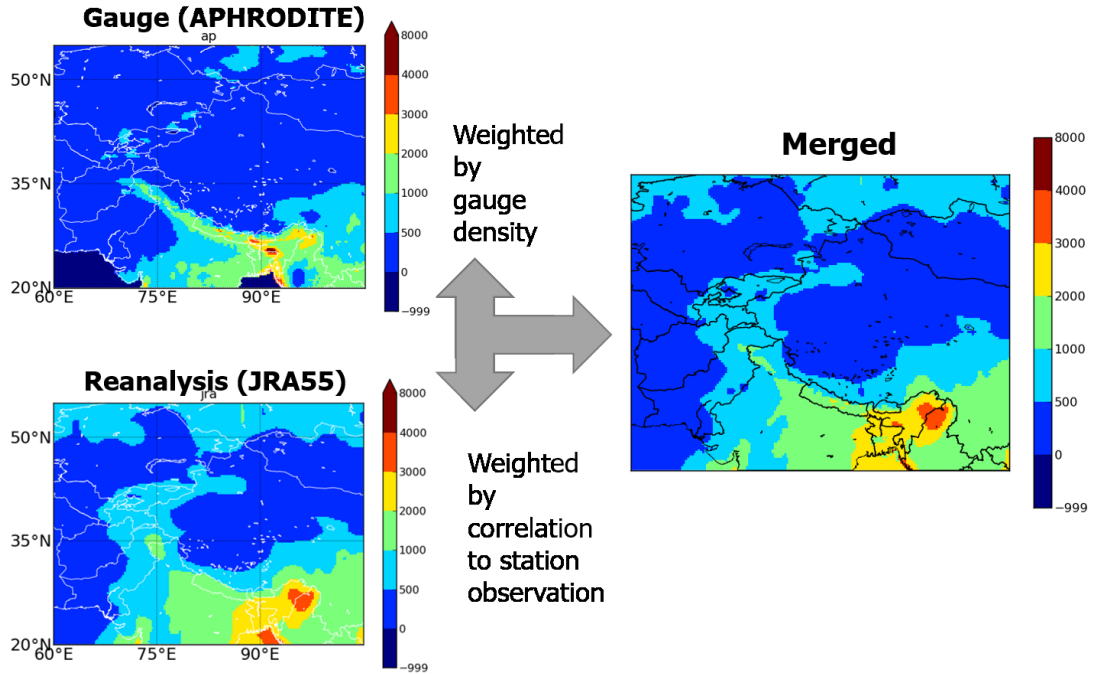 Gauge (APHRODITE)
ap
8000
4000
3000
2000
1000
500
0
−999
50°N
35°N
20°N
60°E
75°E
90°E
Weighted
by
gauge
density
Merged
8000
4000
3000
2000
1000
500
0
−999
Reanalysis (JRA55)
jra
8000
4000
3000
2000
1000
500
0
−999
50°N
35°N
20°N
60°E
75°E
90°E
Weighted
by
correlation
to station
observation